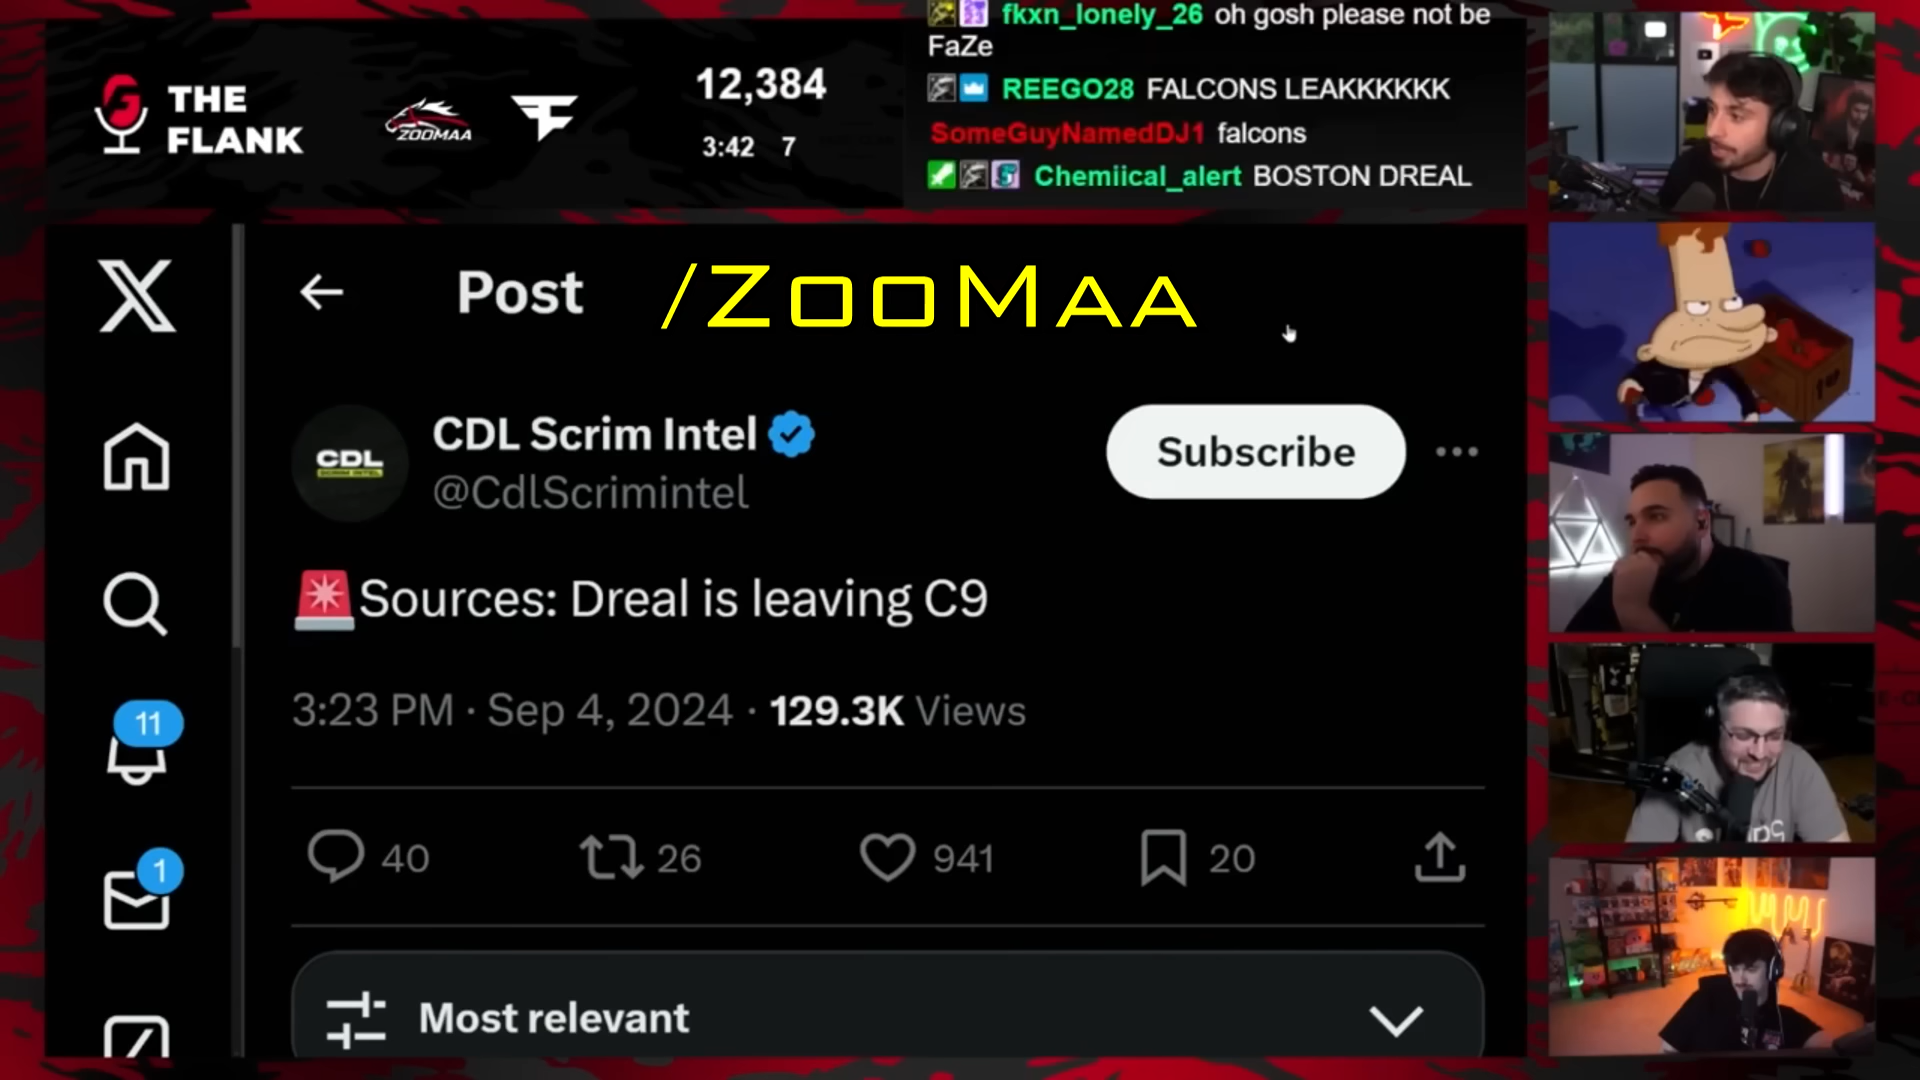 THE
FLANK
ZOOMAA
12,384
3:42 7
fkxn_lonely_26 oh gosh please not be
FaZe
REEGO28 FALCONS LEAKKKKKK
SomeGuyNamedDJ1 falcons
Chemiical_alert BOSTON DREAL
Post
/ZooMaa
CDL
SCRIM INTEL
CDL Scrim Intel
@CdlScrimintel
Subscribe
🚨Sources: Dreal is leaving C9
3:23 PM · Sep 4, 2024 · 129.3K Views
11
40
26
941
20
1
Most relevant